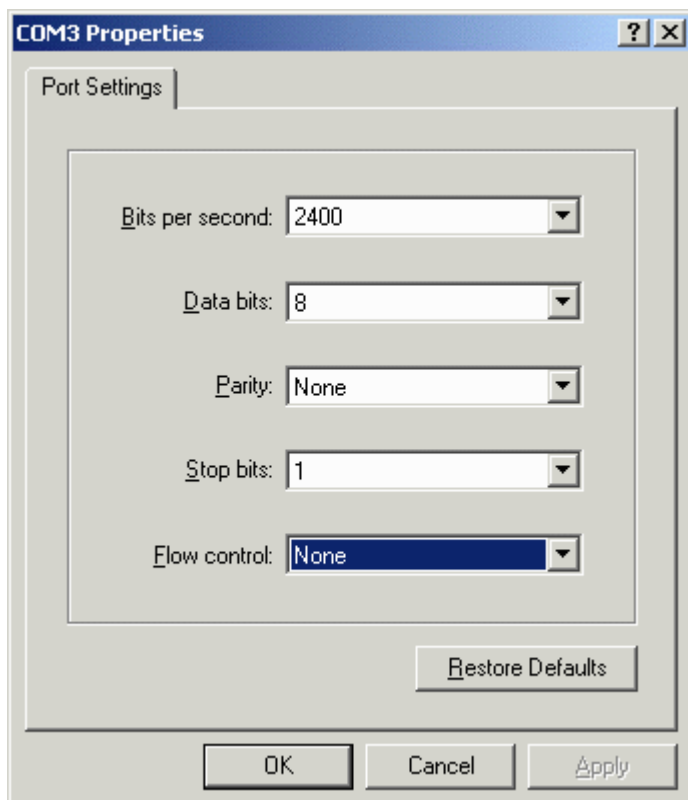 COM3 Properties
Port Settings
Bits per second: 2400
Data bits: 8
Parity: None
Stop bits: 1
Flow control: None
Restore Defaults
OK Cancel Apply